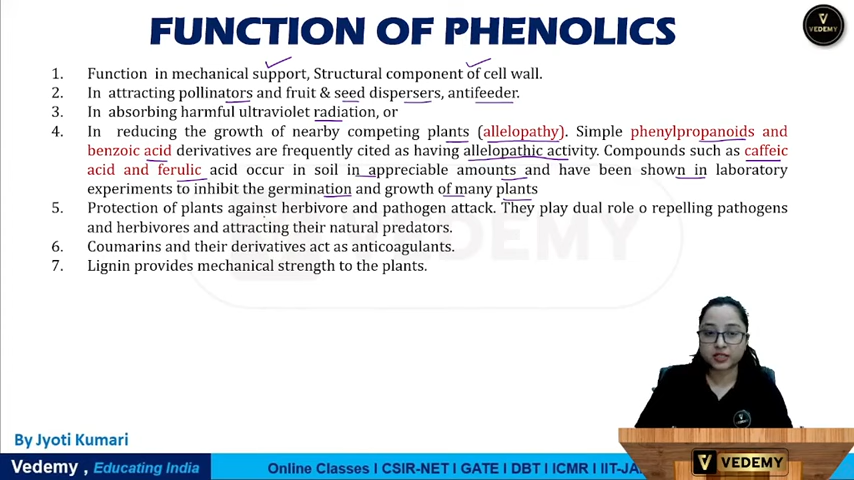 FUNCTION OF PHENOLICS
VEDEMY
1. Function in mechanical support, Structural component of cell wall.
2. In attracting pollinators and fruit & seed dispersers, antifeeder.
3. In absorbing harmful ultraviolet radiation, or
4. In reducing the growth of nearby competing plants (allelopathy). Simple phenylpropanoids and
benzoic acid derivatives are frequently cited as having allelopathic activity. Compounds such as caffeic
acid and ferulic acid occur in soil in appreciable amounts and have been shown in laboratory
experiments to inhibit the germination and growth of many plants
5. Protection of plants against herbivore and pathogen attack. They play dual role o repelling pathogens
and herbivores and attracting their natural predators.
6. Coumarins and their derivatives act as anticoagulants.
7. Lignin provides mechanical strength to the plants.
VEDEMY
By Jyoti Kumari
Vedemy , Educating India
Online Classes I CSIR-NET I GATE I DBT I ICMR I IIT-JA
VEDEMY